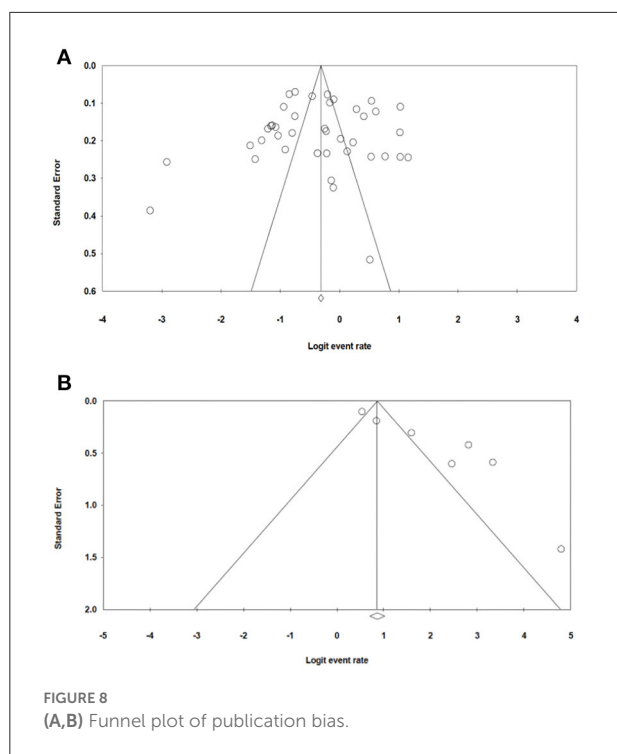 A
0.0
0.1
0.2
0.3
0.4
0.5
0.6
Standard Error
-4 -3 -2 -1 0 1 2 3 4
Logit event rate
B
0.0
0.5
1.0
1.5
2.0
Standard Error
-5 -4 -3 -2 -1 0 1 2 3 4 5
Logit event rate
FIGURE 8
(A,B) Funnel plot of publication bias.